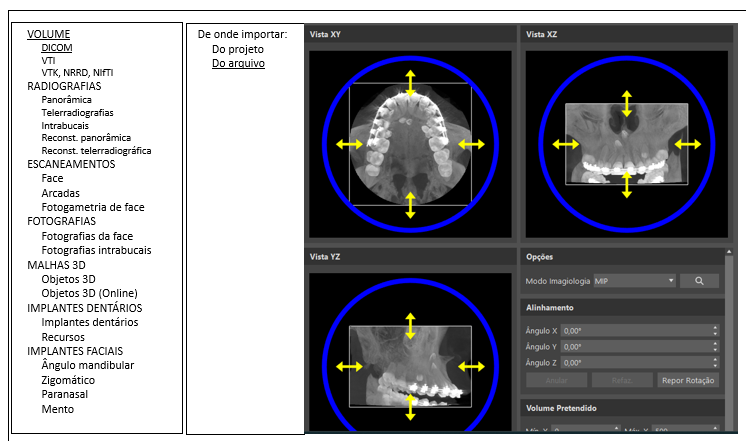 VOLUME
DICOM
VTI
VTK, NRRD, NIfTI
RADIOGRAFIAS
Panorâmica
Telerradiografias
Intrabucais
Reconst. panorâmica
Reconst. telerradiográfica
ESCANEAMENTOS
Face
Arcadas
Fotogametria de face
FOTOGRAFIAS
Fotografias da face
Fotografias intrabucais
MALHAS 3D
Objetos 3D
Objetos 3D (Online)
IMPLANTES DENTÁRIOS
Implantes dentários
Recursos
IMPLANTES FACIAIS
Ângulo mandibular
Zigomático
Paranasal
Mento
De onde importar:
Do projeto
Do arquivo
Vista XY
Vista XZ
Vista YZ
Opções
Modo Imagiologia MIP
Alinhamento
Ângulo X 0,00°
Ângulo Y 0,00°
Ângulo Z 0,00°
Anular Refaz. Repor Rotação
Volume Pretendido
Mín. X 0 Máx. X 500